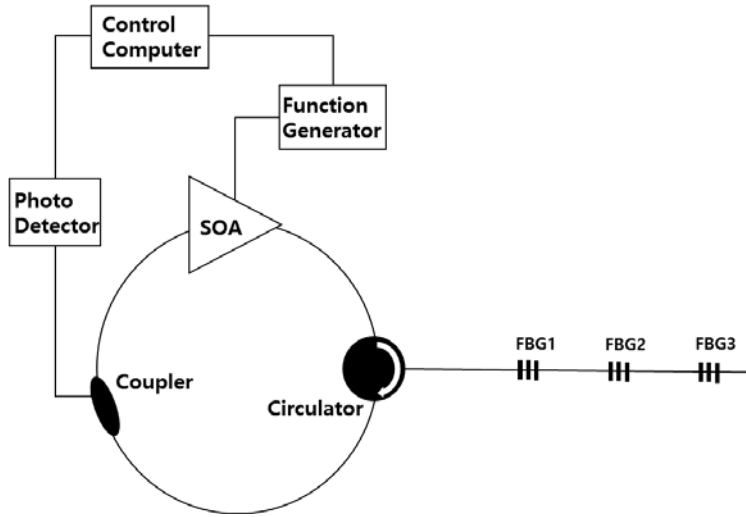 Control
Computer
Function
Generator
Photo
Detector
SOA
FBG1
FBG2
FBG3
Coupler
Circulator